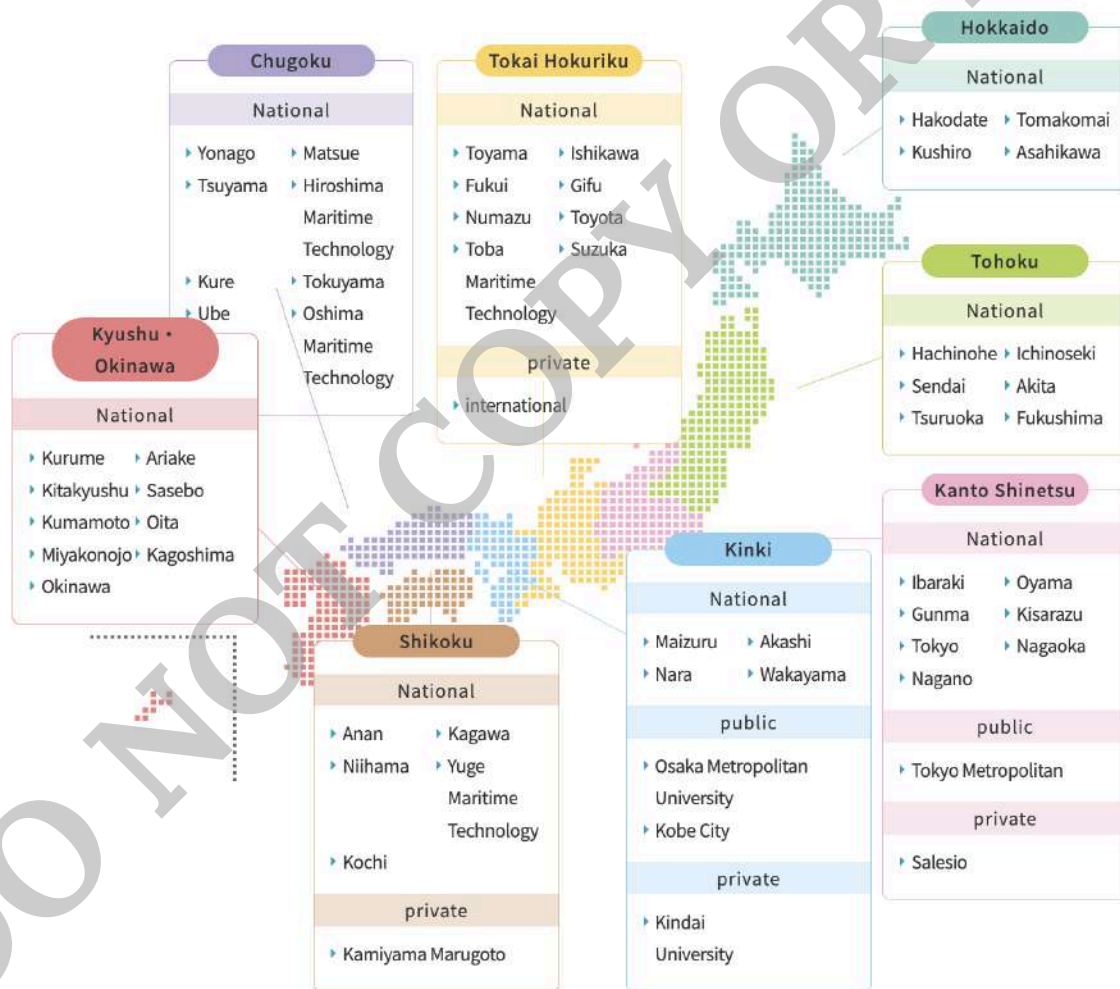 Hokkaido
National
Hakodate Tomakomai
Kushiro Asahikawa
Chugoku
National
Yonago Matsue
Tsuyama Hiroshima
Maritime
Technology
Kure Tokuyama
Ube Oshima
Maritime
Technology
Tokai Hokuriku
National
Toyama Ishikawa
Fukui Gifu
Numazu Toyota
Toba Suzuka
Maritime
Technology
private
international
Tohoku
National
Hachinohe Ichinoseki
Sendai Akita
Tsuruoka Fukushima
Kyushu・
Okinawa
National
Kurume Ariake
Kitakyushu Sasebo
Kumamoto Oita
Miyakonojo Kagoshima
Okinawa
Kanto Shinetsu
National
Ibaraki Oyama
Gunma Kisarazu
Tokyo Nagaoka
Nagano
public
Tokyo Metropolitan
private
Salesio
Kinki
National
Maizuru Akashi
Nara Wakayama
public
Osaka Metropolitan
University
Kobe City
private
Kindai
University
Shikoku
National
Anan Kagawa
Niihama Yuge
Maritime
Technology
Kochi
private
Kamiyama Marugoto
DO NOT COPY OR